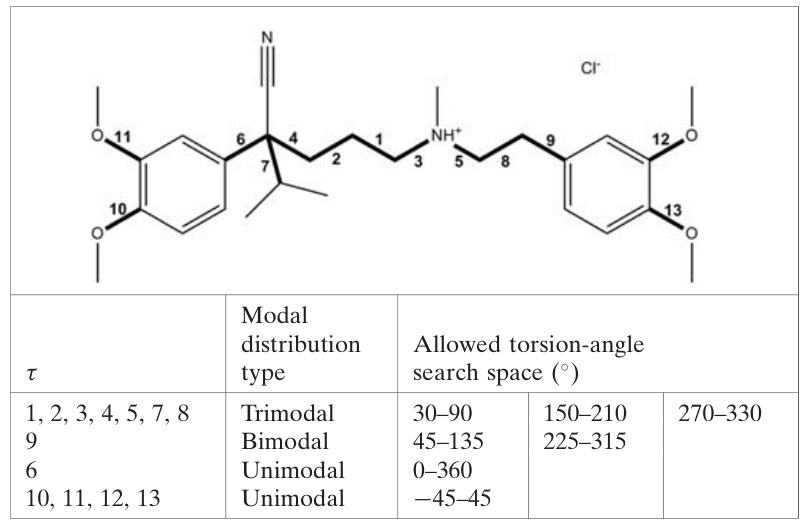 N
Cl-
O 11 6 4 1 NH+ 9 12 O
7 2 3 5 8
10 13
O O
Modal
distribution Allowed torsion-angle
τ type search space (°)
1, 2, 3, 4, 5, 7, 8 Trimodal 30–90 150–210 270–330
9 Bimodal 45–135 225–315
6 Unimodal 0–360
10, 11, 12, 13 Unimodal −45–45